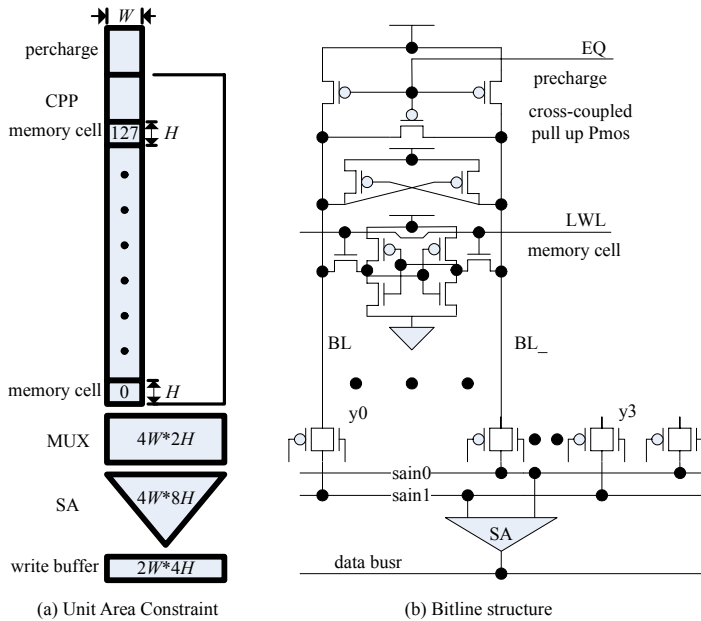 W
percharge
CPP
memory cell
127
H
memory cell
0
H
MUX
4W*2H
SA
4W*8H
write buffer
2W*4H
(a) Unit Area Constraint
EQ
precharge
cross-coupled
pull up Pmos
LWL
memory cell
BL
BL_
y0
y3
sain0
sain1
SA
data busr
(b) Bitline structure